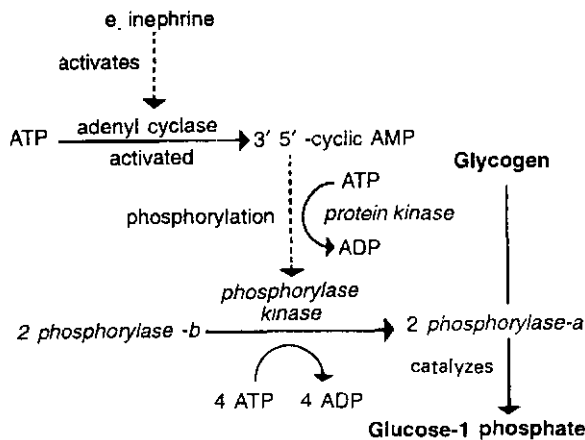 e. inephrine
activates
adenyl cyclase
ATP
3′ 5′ -cyclic AMP
activated
Glycogen
ATP
phosphorylation
protein kinase
ADP
phosphorylase
kinase
2 phosphorylase -b
2 phosphorylase-a
catalyzes
4 ATP 4 ADP
Glucose-1 phosphate